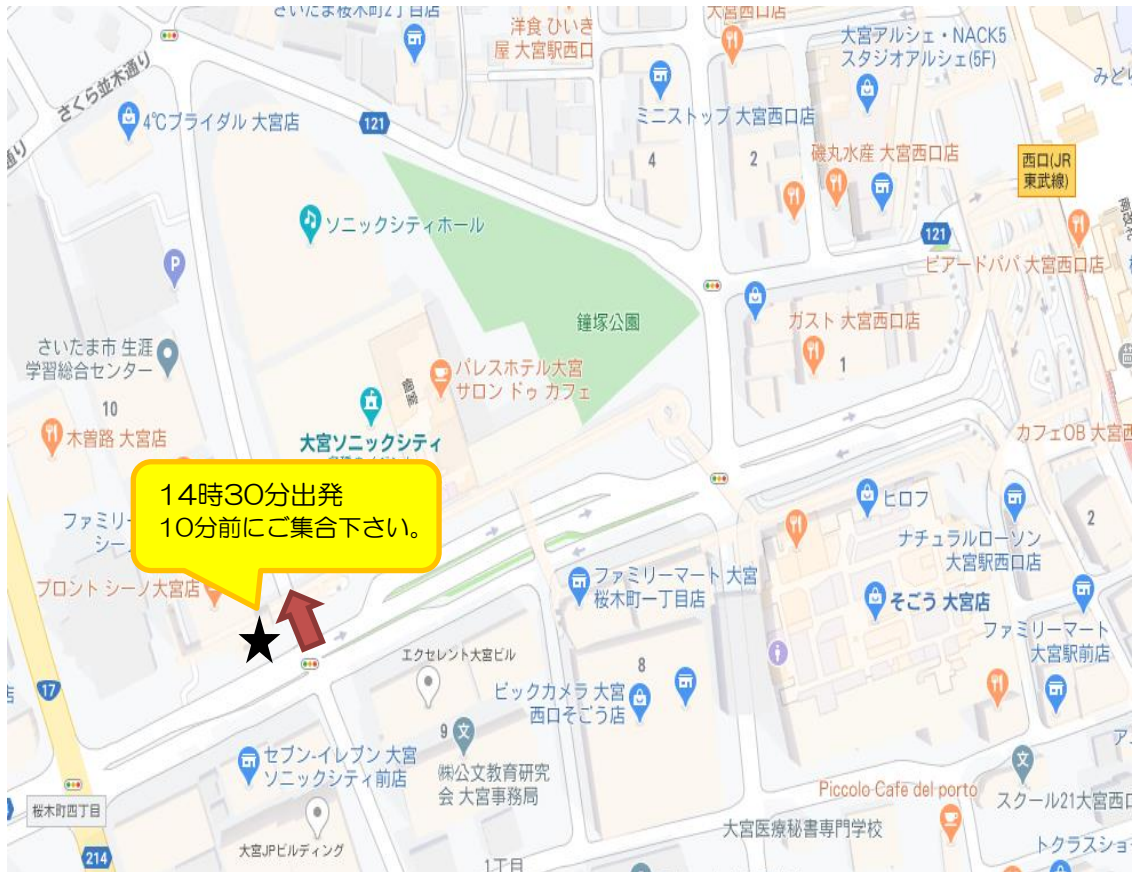 さいたま桜木町2丁目店
洋食 ひいき
屋 大宮駅西口
大宮西口店
大宮アルシェ・NACK5
スタジオアルシェ(5F)
さくら並木通り
4℃ブライダル 大宮店
121
ミニストップ 大宮西口店
4
2
磯丸水産 大宮西口店
西口(JR
東武線)
ソニックシティホール
121
P
ビアードパパ 大宮西口店
鐘塚公園
ガスト 大宮西口店
1
さいたま市 生涯
学習総合センター
パレスホテル大宮
サロン ドゥ カフェ
10
木曽路 大宮店
大宮ソニックシティ
カフェOB 大宮西
14時30分出発
10分前にご集合下さい。
ファミリー
シー
ヒロフ
2
ナチュラルローソン
大宮駅西口店
プロント シーノ大宮店
ファミリーマート 大宮
桜木町一丁目店
そごう 大宮店
ファミリーマート
大宮駅前店
エクセレント大宮ビル
8
17
ビックカメラ 大宮
西口そごう店
9
文
セブン-イレブン 大宮
ソニックシティ前店
㈱公文教育研究
会 大宮事務局
文
Piccolo Cafe del porto
スクール21大宮西口
桜木町四丁目
大宮医療秘書専門学校
大宮JPビルディング
トクラスショ
214
1丁目